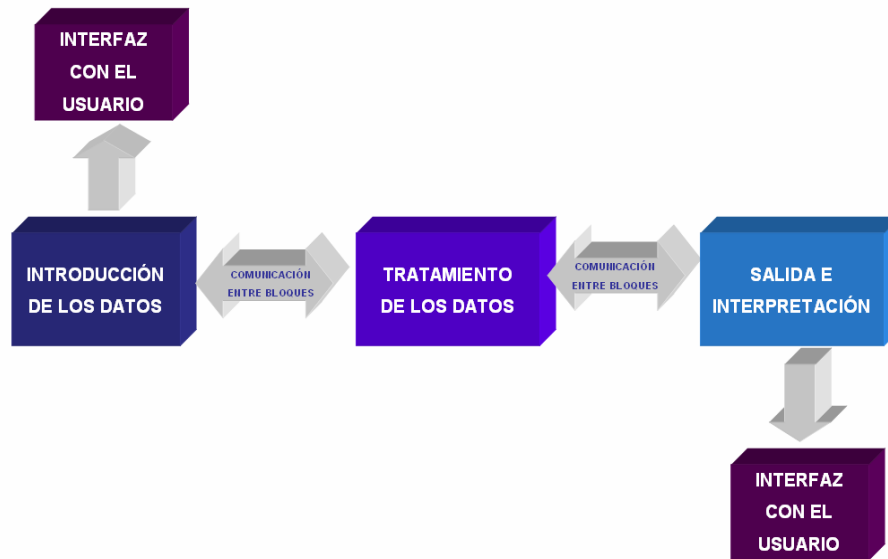 INTERFAZ
CON EL
USUARIO
INTRODUCCIÓN
DE LOS DATOS
COMUNICACIÓN
ENTRE BLOQUES
TRATAMIENTO
DE LOS DATOS
COMUNICACIÓN
ENTRE BLOQUES
SALIDA E
INTERPRETACIÓN
INTERFAZ
CON EL
USUARIO